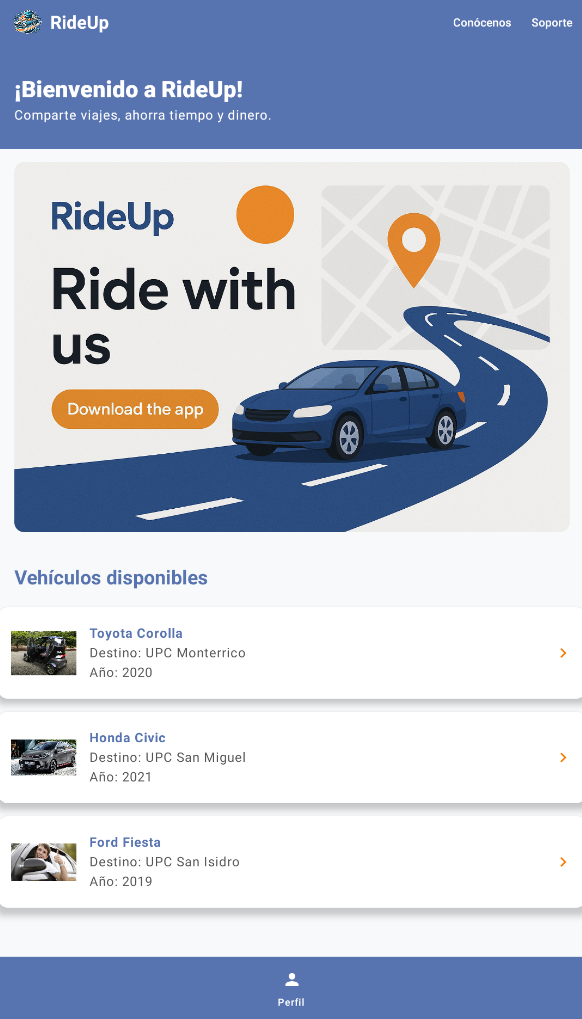 RideUp
Conócenos
Soporte
¡Bienvenido a RideUp!
Comparte viajes, ahorra tiempo y dinero.
RideUp
Ride with
us
Download the app
Vehículos disponibles
Toyota Corolla
Destino: UPC Monterrico
Año: 2020
Honda Civic
Destino: UPC San Miguel
Año: 2021
Ford Fiesta
Destino: UPC San Isidro
Año: 2019
Perfil